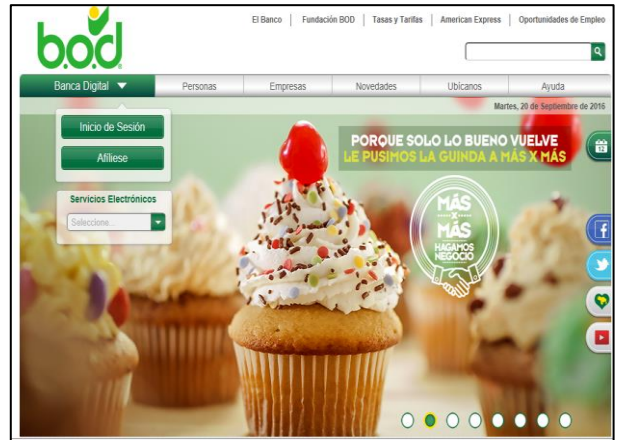 El Banco | Fundación BOD | Tasas y Tarifas | American Express | Oportunidades de Empleo
b.o.d.
Banca Digital Personas Empresas Novedades Ubícanos Ayuda
Martes, 20 de Septiembre de 2016
Inicio de Sesión
Afíliese
Servicios Electrónicos
Seleccione...
PORQUE SOLO LO BUENO VUELVE
LE PUSIMOS LA GUINDA A MÁS X MÁS
MÁS
X
MÁS
HAGAMOS
NEGOCIO
12